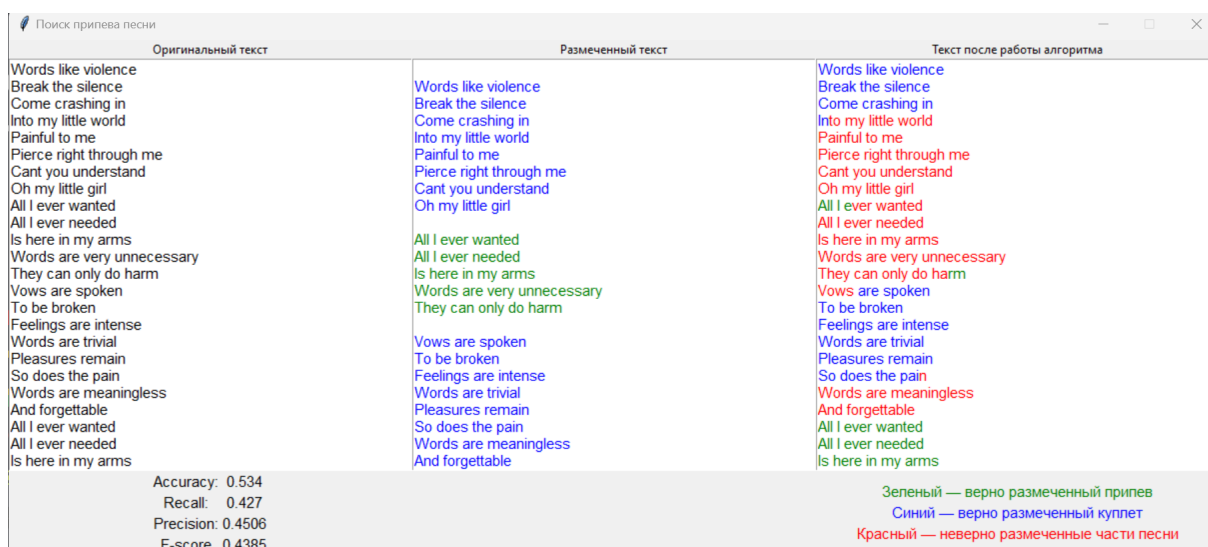 Поиск припева песни
Оригинальный текст
Words like violence
Break the silence
Come crashing in
Into my little world
Painful to me
Pierce right through me
Cant you understand
Oh my little girl
All I ever wanted
All I ever needed
Is here in my arms
Words are very unnecessary
They can only do harm
Vows are spoken
To be broken
Feelings are intense
Words are trivial
Pleasures remain
So does the pain
Words are meaningless
And forgettable
All I ever wanted
All I ever needed
Is here in my arms
Размеченный текст
Words like violence
Break the silence
Come crashing in
Into my little world
Painful to me
Pierce right through me
Cant you understand
Oh my little girl
All I ever wanted
All I ever needed
Is here in my arms
Words are very unnecessary
They can only do harm
Vows are spoken
To be broken
Feelings are intense
Words are trivial
Pleasures remain
So does the pain
Words are meaningless
And forgettable
Текст после работы алгоритма
Words like violence
Break the silence
Come crashing in
Into my little world
Painful to me
Pierce right through me
Cant you understand
Oh my little girl
All I ever wanted
All I ever needed
Is here in my arms
Words are very unnecessary
They can only do harm
Vows are spoken
To be broken
Feelings are intense
Words are trivial
Pleasures remain
So does the pain
Words are meaningless
And forgettable
All I ever wanted
All I ever needed
Is here in my arms
Accuracy: 0.534
Recall: 0.427
Precision: 0.4506
F-score 0.4385
Зеленый — верно размеченный припев
Синий — верно размеченный куплет
Красный — неверно размеченные части песни